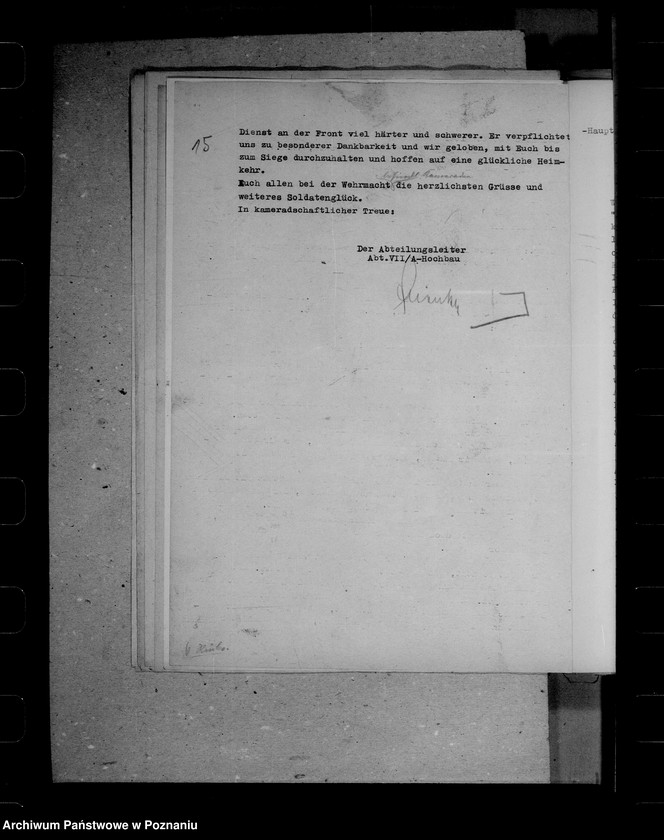 15
Dienst an der Front viel härter und schwerer. Er verpflichtet
uns zu besonderer Dankbarkeit und wir geloben, mit Euch bis
zum Siege durchzuhalten und hoffen auf eine glückliche Heim-
kehr.
Euch allen bei der Wehrmacht die herzlichsten Grüsse und
weiteres Soldatenglück.
In kameradschaftlicher Treue:
Der Abteilungsleiter
Abt.VII/A-Hochbau
-Haupt
Archiwum Państwowe w Poznaniu